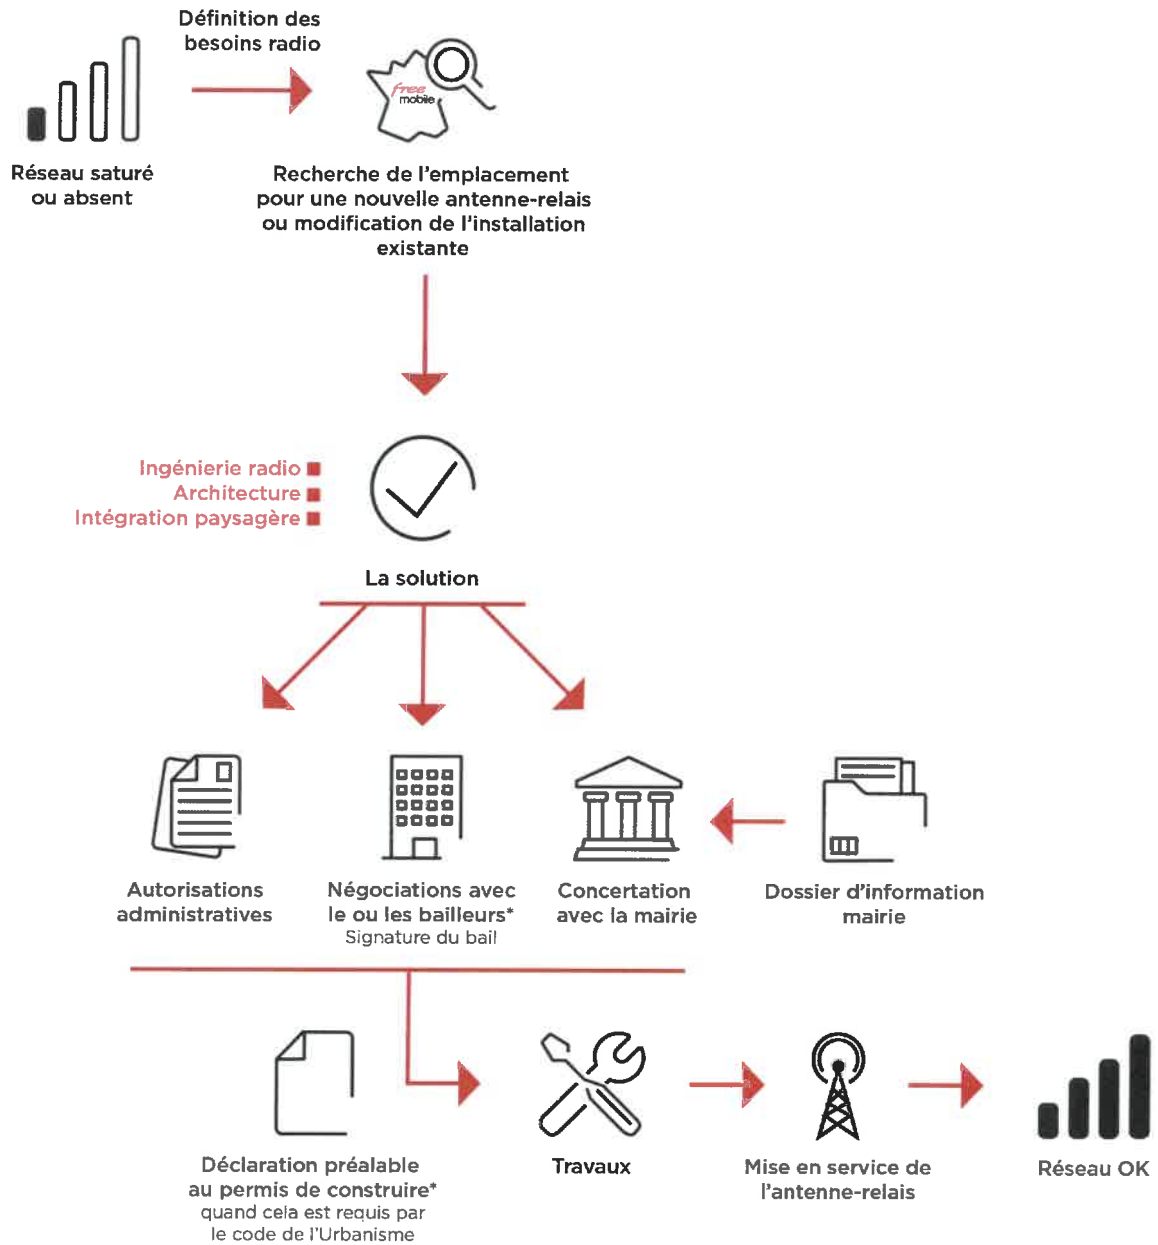 Définition des
besoins radio
free
mobile
Réseau saturé
ou absent
Recherche de l'emplacement
pour une nouvelle antenne-relais
ou modification de l'installation
existante
Ingénierie radio
Architecture
Intégration paysagère
La solution
Autorisations
administratives
Négociations avec
le ou les bailleurs*
Signature du bail
Concertation
avec la mairie
Dossier d'information
mairie
Déclaration préalable
au permis de construire*
quand cela est requis par
le code de l'Urbanisme
Travaux
Mise en service de
l'antenne-relais
Réseau OK